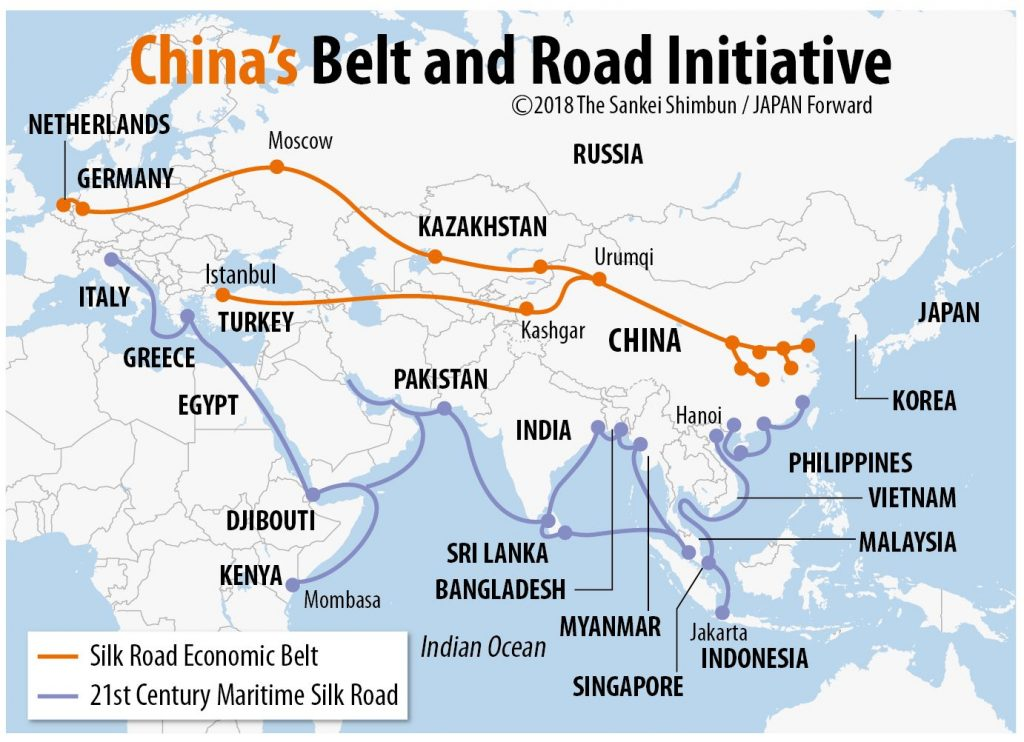 China's Belt and Road Initiative
©2018 The Sankei Shimbun / JAPAN Forward
NETHERLANDS
Moscow
RUSSIA
GERMANY
KAZAKHSTAN
Urumqi
Istanbul
ITALY
TURKEY
Kashgar
CHINA
JAPAN
GREECE
PAKISTAN
KOREA
EGYPT
INDIA
Hanoi
PHILIPPINES
VIETNAM
DJIBOUTI
MALAYSIA
SRI LANKA
KENYA
BANGLADESH
Mombasa
MYANMAR
Jakarta
Indian Ocean
INDONESIA
SINGAPORE
Silk Road Economic Belt
21st Century Maritime Silk Road